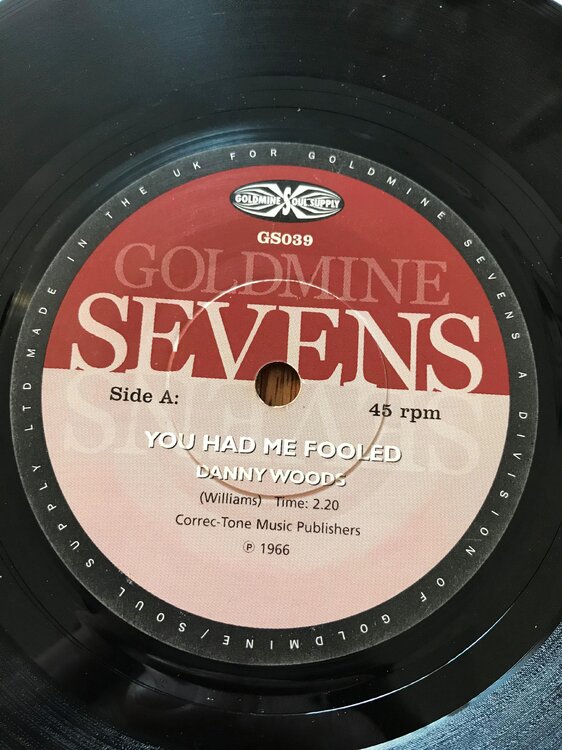 GOLDMINE SOUL SUPPLY
GS039
GOLDMINE
SEVENS
SEVENS
Side A:
45 rpm
YOU HAD ME FOOLED
DANNY WOODS
(Williams) Time: 2.20
Correc-Tone Music Publishers
℗ 1966
MADE IN THE UK FOR GOLDMINE SEVENS A DIVISION OF GOLDMINE/SOUL SUPPLY LTD